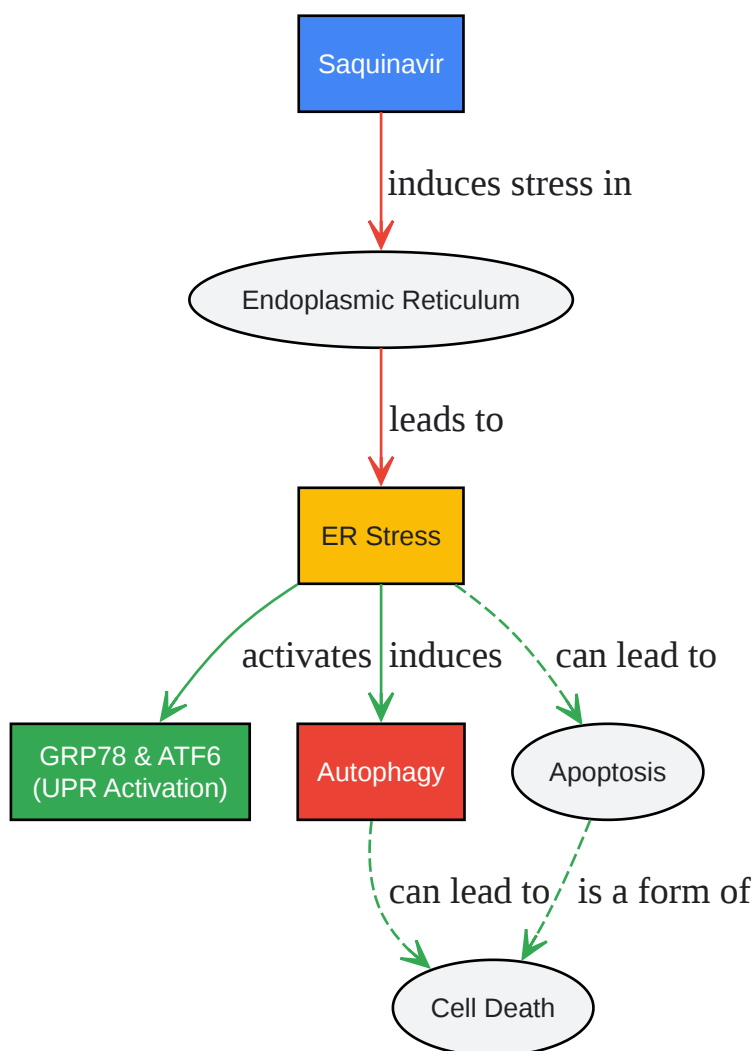 Saquinavir
induces stress in
Endoplasmic Reticulum
leads to
ER Stress
activates
induces
can lead to
GRP78 & ATF6
(UPR Activation)
Autophagy
Apoptosis
can lead to
is a form of
Cell Death